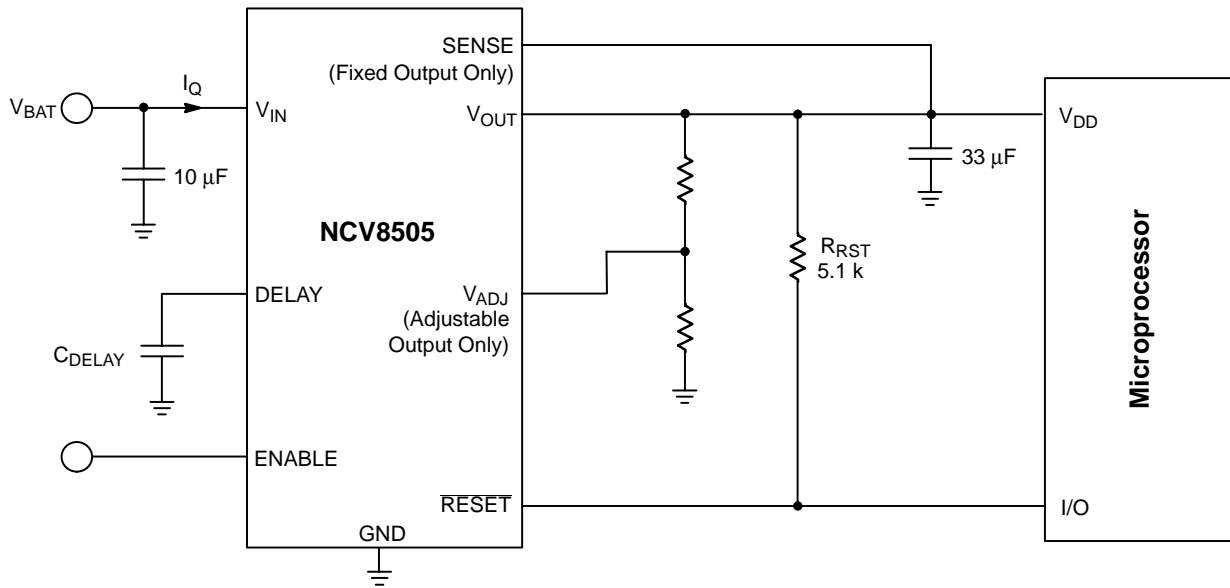 SENSE
(Fixed Output Only)
I_Q
V_BAT
V_IN
V_OUT
V_DD
10 μF
33 μF
NCV8505
R_RST
5.1 k
DELAY
V_ADJ
(Adjustable
Output Only)
C_DELAY
Microprocessor
ENABLE
RESET
I/O
GND